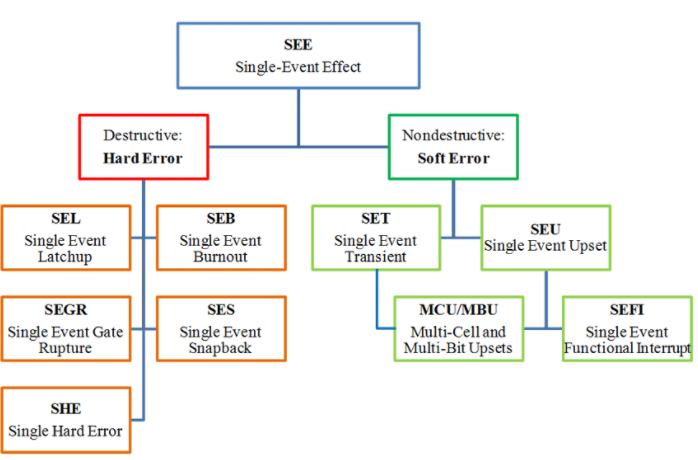 SEE
Single-Event Effect
Destructive:
Hard Error
Nondestructive:
Soft Error
SEL
Single Event
Latchup
SEB
Single Event
Burnout
SET
Single Event
Transient
SEU
Single Event Upset
SEGR
Single Event Gate
Rupture
SES
Single Event
Snapback
MCU/MBU
Multi-Cell and
Multi-Bit Upsets
SEFI
Single Event
Functional Interrupt
SHE
Single Hard Error